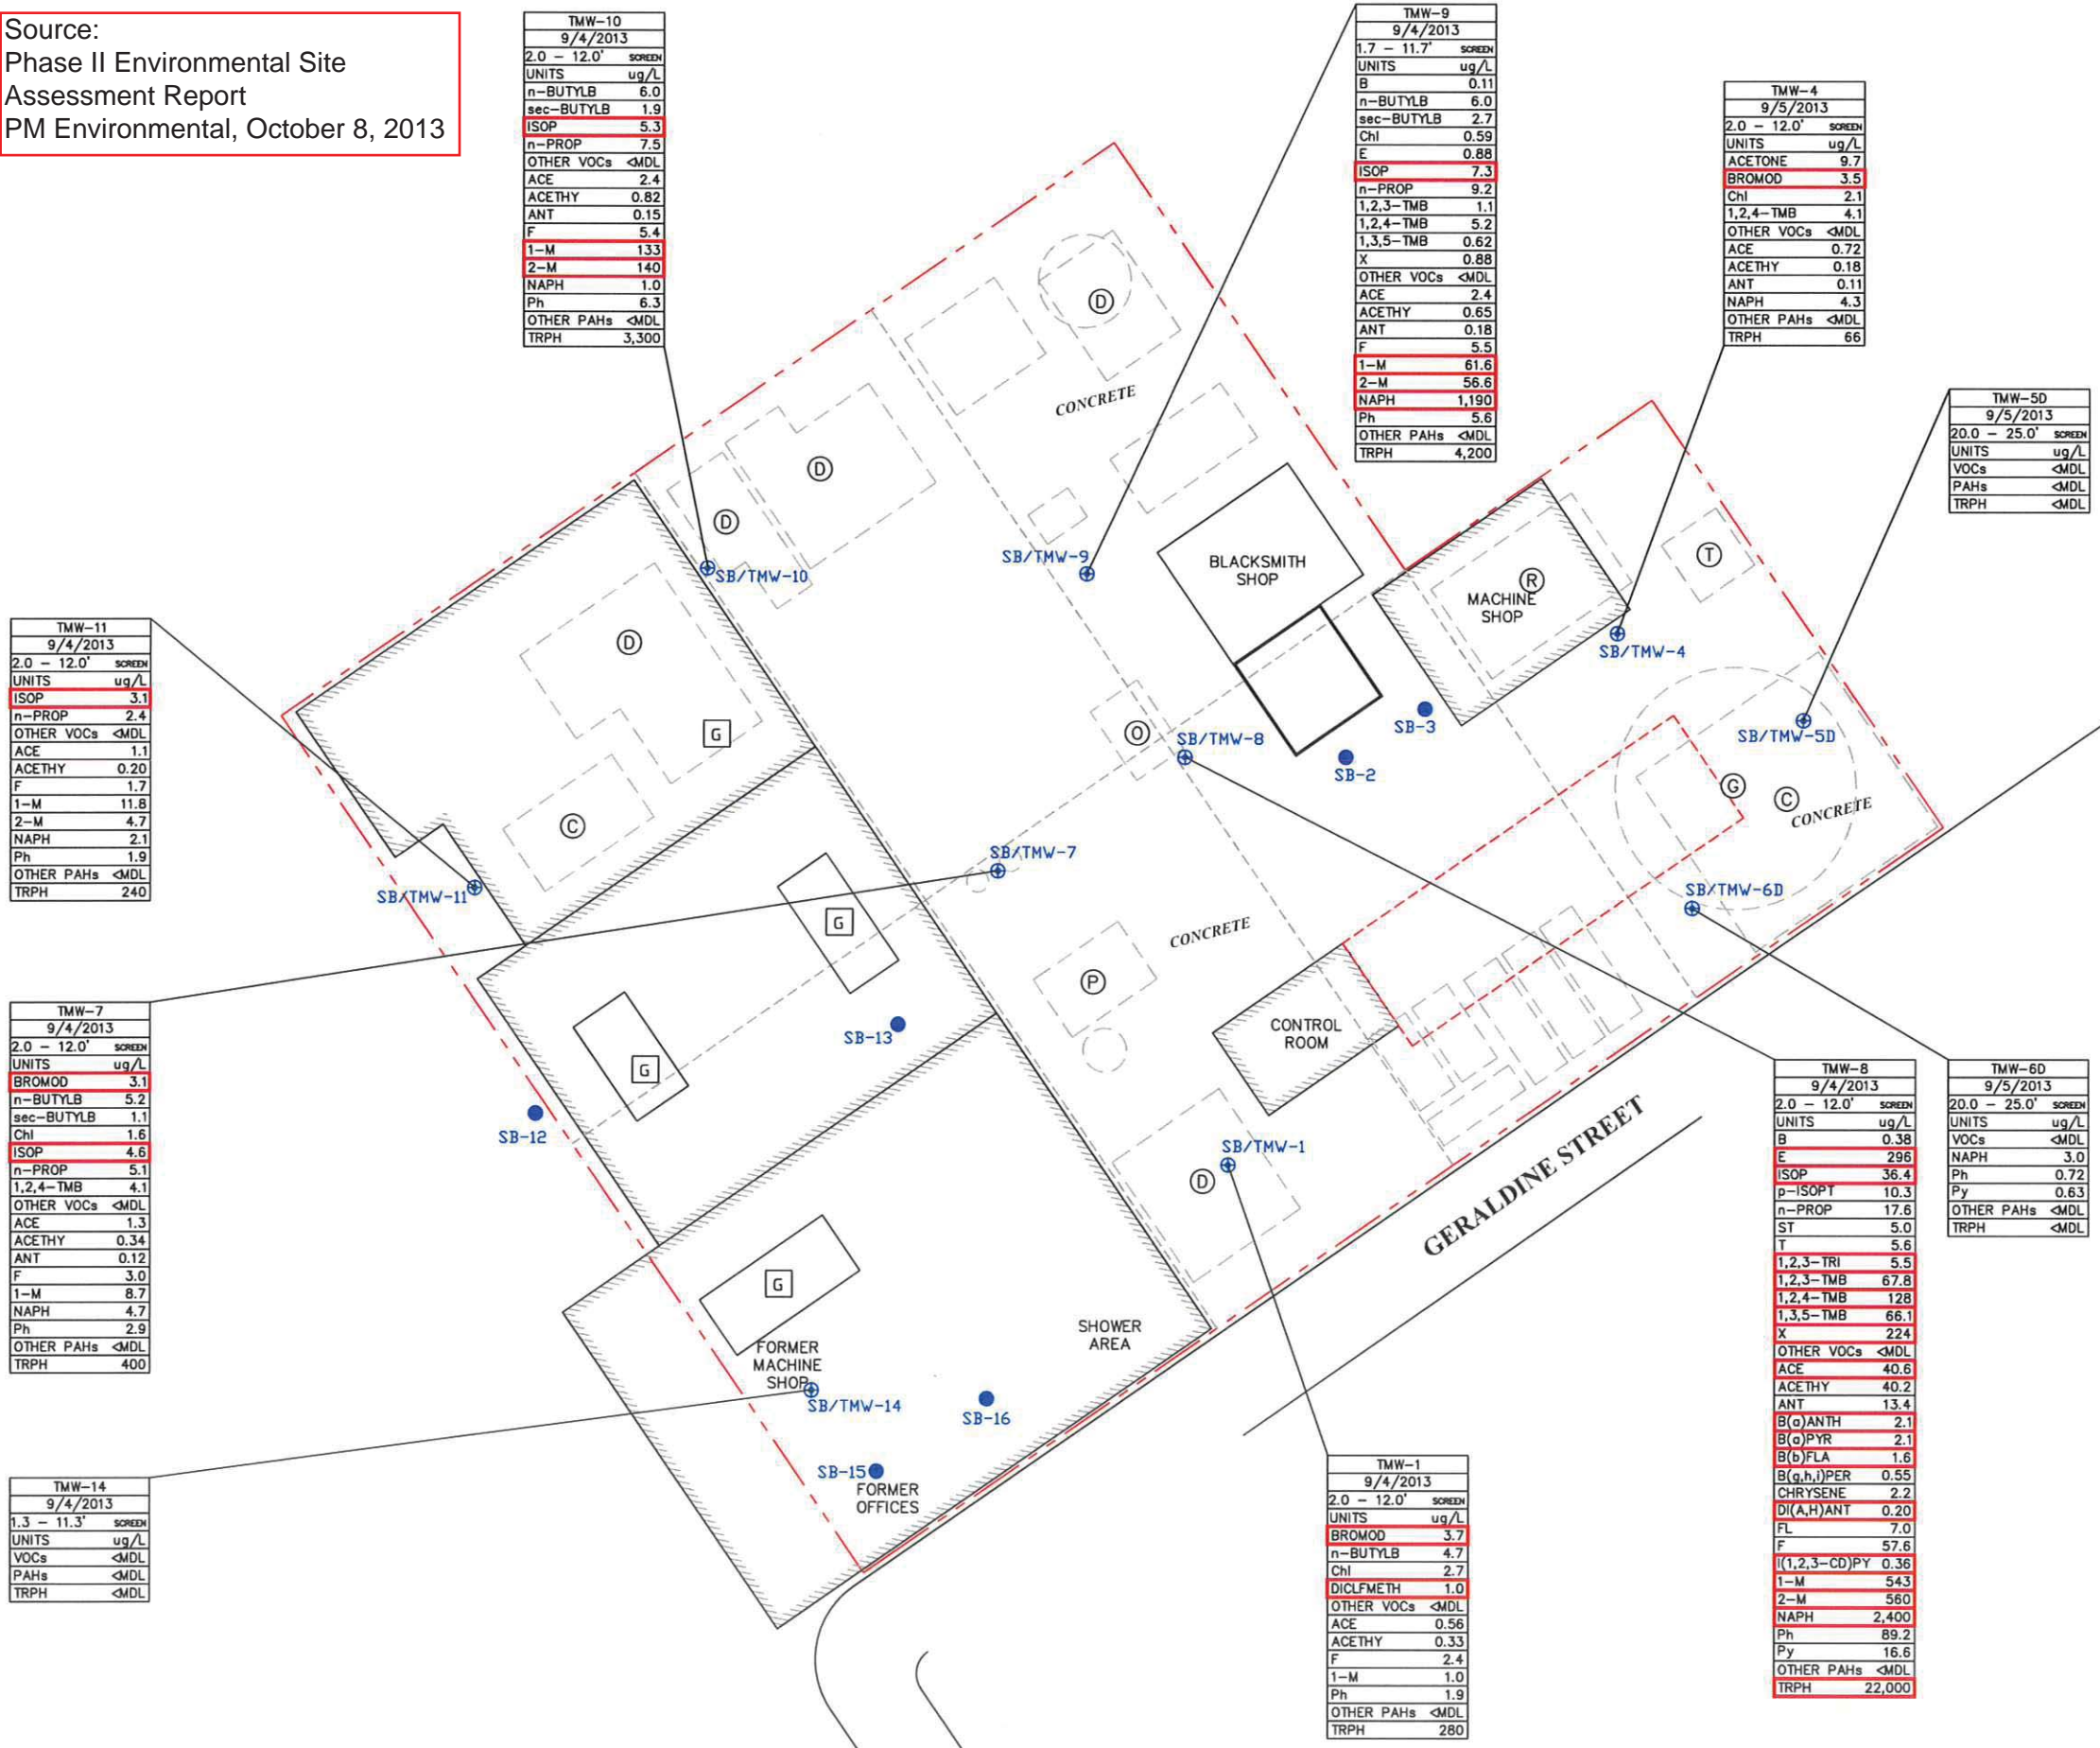 Source:
Phase II Environmental Site
Assessment Report
PM Environmental, October 8, 2013
TMW-10
9/4/2013
2.0 - 12.0' SCREEN
UNITS ug/L
n-BUTYLB 6.0
sec-BUTYLB 1.9
ISOP 5.3
n-PROP 7.5
OTHER VOCs <MDL
ACE 2.4
ACETHY 0.82
ANT 0.15
F 5.4
1-M 133
2-M 140
NAPH 1.0
Ph 6.3
OTHER PAHs <MDL
TRPH 3,300
TMW-9
9/4/2013
1.7 - 11.7' SCREEN
UNITS ug/L
B 0.11
n-BUTYLB 6.0
sec-BUTYLB 2.7
Chl 0.59
E 0.88
ISOP 7.3
n-PROP 9.2
1,2,3-TMB 1.1
1,2,4-TMB 5.2
1,3,5-TMB 0.62
X 0.88
OTHER VOCs <MDL
ACE 2.4
ACETHY 0.65
ANT 0.18
F 5.5
1-M 61.6
2-M 56.6
NAPH 1,190
Ph 5.6
OTHER PAHs <MDL
TRPH 4,200
TMW-4
9/5/2013
2.0 - 12.0' SCREEN
UNITS ug/L
ACETONE 9.7
BROMOD 3.5
Chl 2.1
1,2,4-TMB 4.1
OTHER VOCs <MDL
ACE 0.72
ACETHY 0.18
ANT 0.11
NAPH 4.3
OTHER PAHs <MDL
TRPH 66
TMW-5D
9/5/2013
20.0 - 25.0' SCREEN
UNITS ug/L
VOCs <MDL
PAHs <MDL
TRPH <MDL
D
CONCRETE
D
D
SB/TMW-10
SB/TMW-9
BLACKSMITH
SHOP
R
MACHINE
SHOP
T
SB/TMW-4
D
G
C
O
SB/TMW-8
SB-3
SB-2
SB/TMW-5D
G
C
CONCRETE
SB/TMW-6D
TMW-11
9/4/2013
2.0 - 12.0' SCREEN
UNITS ug/L
ISOP 3.1
n-PROP 2.4
OTHER VOCs <MDL
ACE 1.1
ACETHY 0.20
F 1.7
1-M 11.8
2-M 4.7
NAPH 2.1
Ph 1.9
OTHER PAHs <MDL
TRPH 240
SB/TMW-11
SB/TMW-7
G
CONCRETE
P
SB-13
G
CONTROL
ROOM
SB-12
SB/TMW-1
D
GERALDINE STREET
TMW-7
9/4/2013
2.0 - 12.0' SCREEN
UNITS ug/L
BROMOD 3.1
n-BUTYLB 5.2
sec-BUTYLB 1.1
Chl 1.6
ISOP 4.6
n-PROP 5.1
1,2,4-TMB 4.1
OTHER VOCs <MDL
ACE 1.3
ACETHY 0.34
ANT 0.12
F 3.0
1-M 8.7
NAPH 4.7
Ph 2.9
OTHER PAHs <MDL
TRPH 400
G
FORMER
MACHINE
SHOP
SHOWER
AREA
SB/TMW-14
SB-16
SB-15
FORMER
OFFICES
TMW-14
9/4/2013
1.3 - 11.3' SCREEN
UNITS ug/L
VOCs <MDL
PAHs <MDL
TRPH <MDL
TMW-1
9/4/2013
2.0 - 12.0' SCREEN
UNITS ug/L
BROMOD 3.7
n-BUTYLB 4.7
Chl 2.7
DICLFMETH 1.0
OTHER VOCs <MDL
ACE 0.56
ACETHY 0.33
F 2.4
1-M 1.0
Ph 1.9
OTHER PAHs <MDL
TRPH 280
TMW-8
9/4/2013
2.0 - 12.0' SCREEN
UNITS ug/L
B 0.38
E 296
ISOP 36.4
p-ISOPT 10.3
n-PROP 17.6
ST 5.0
T 5.6
1,2,3-TRI 5.5
1,2,3-TMB 67.8
1,2,4-TMB 128
1,3,5-TMB 66.1
X 224
OTHER VOCs <MDL
ACE 40.6
ACETHY 40.2
ANT 13.4
B(a)ANTH 2.1
B(a)PYR 2.1
B(b)FLA 1.6
B(g,h,i)PER 0.55
CHRYSENE 2.2
DI(A,H)ANT 0.20
FL 7.0
F 57.6
I(1,2,3-CD)PY 0.36
1-M 543
2-M 560
NAPH 2,400
Ph 89.2
Py 16.6
OTHER PAHs <MDL
TRPH 22,000
TMW-6D
9/5/2013
20.0 - 25.0' SCREEN
UNITS ug/L
VOCs <MDL
NAPH 3.0
Ph 0.72
Py 0.63
OTHER PAHs <MDL
TRPH <MDL